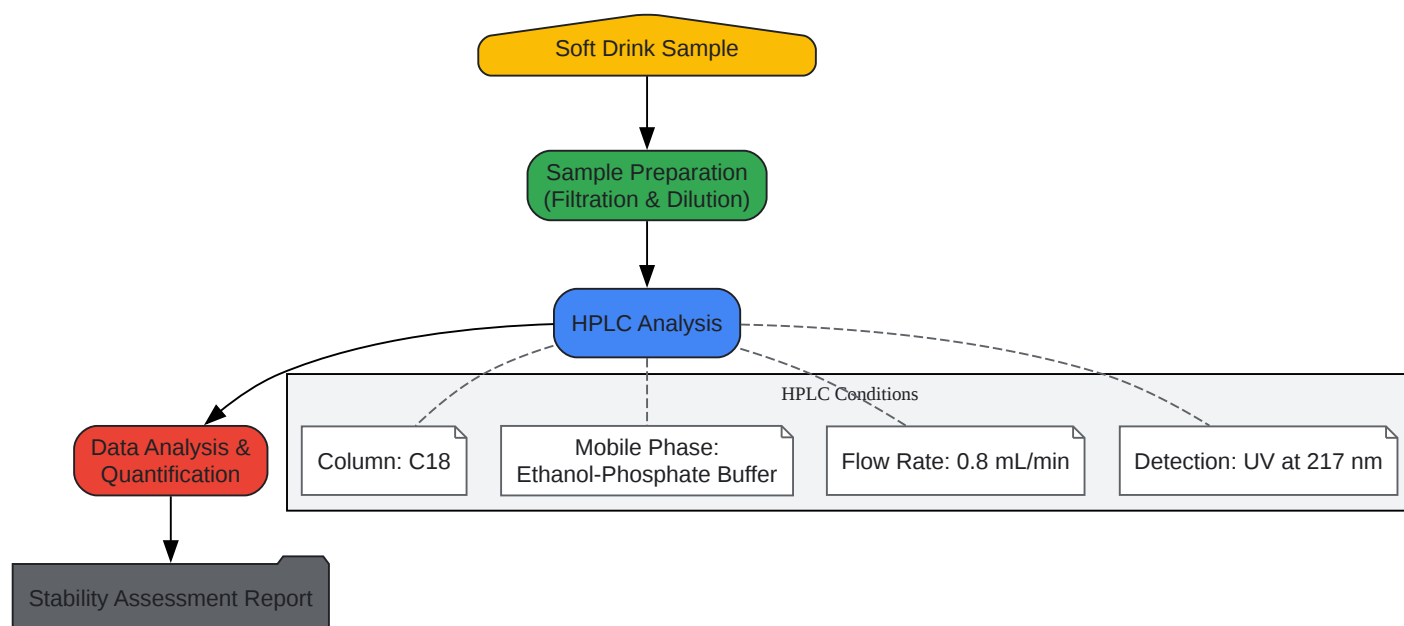 Soft Drink Sample
Sample Preparation
(Filtration & Dilution)
HPLC Analysis
HPLC Conditions
Data Analysis &
Quantification
Column: C18
Mobile Phase:
Ethanol-Phosphate Buffer
Flow Rate: 0.8 mL/min
Detection: UV at 217 nm
Stability Assessment Report